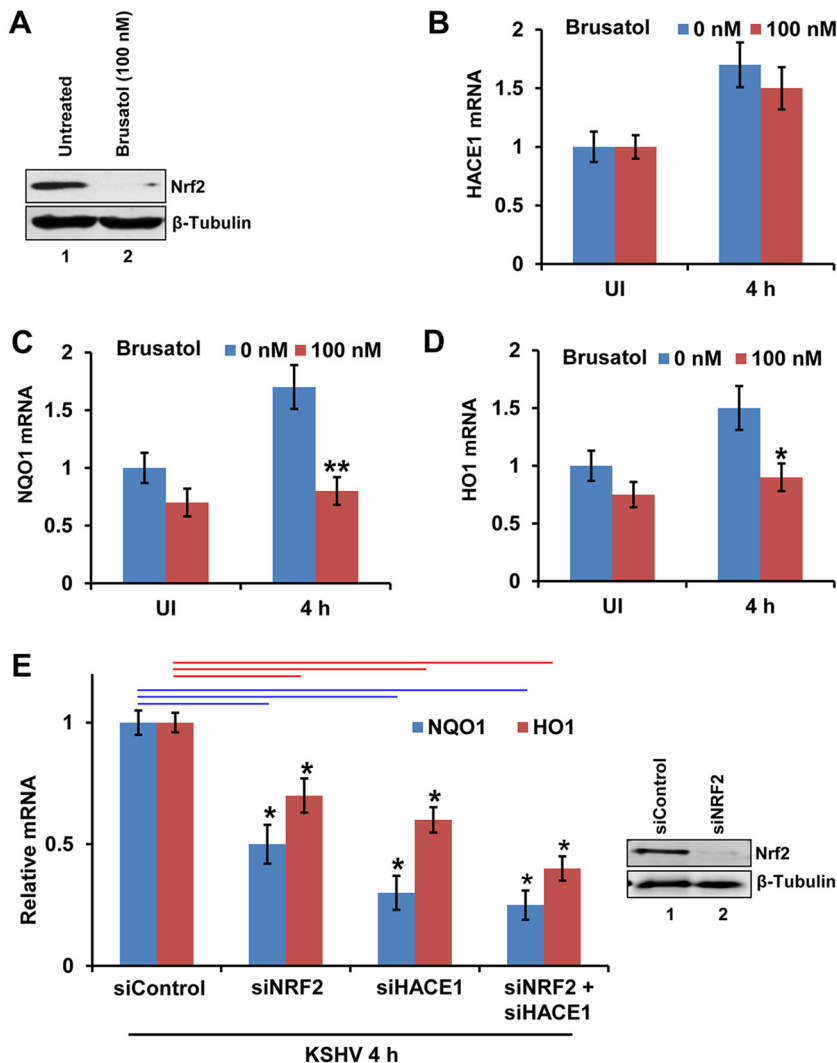 A
Untreated
Brusatol (100 nM)
Nrf2
β-Tubulin
1 2
B
Brusatol 0 nM 100 nM
HACE1 mRNA
2
1.5
1
0.5
0
UI 4 h
C
Brusatol 0 nM 100 nM
NQO1 mRNA
2
1.5
1
0.5
0
**
UI 4 h
D
Brusatol 0 nM 100 nM
HO1 mRNA
2
1.5
1
0.5
0
*
UI 4 h
E
NQO1 HO1
Relative mRNA
1
0.5
0
* * * * * *
siControl siNRF2 siHACE1 siNRF2 +
siHACE1
KSHV 4 h
siControl
siNRF2
Nrf2
β-Tubulin
1 2